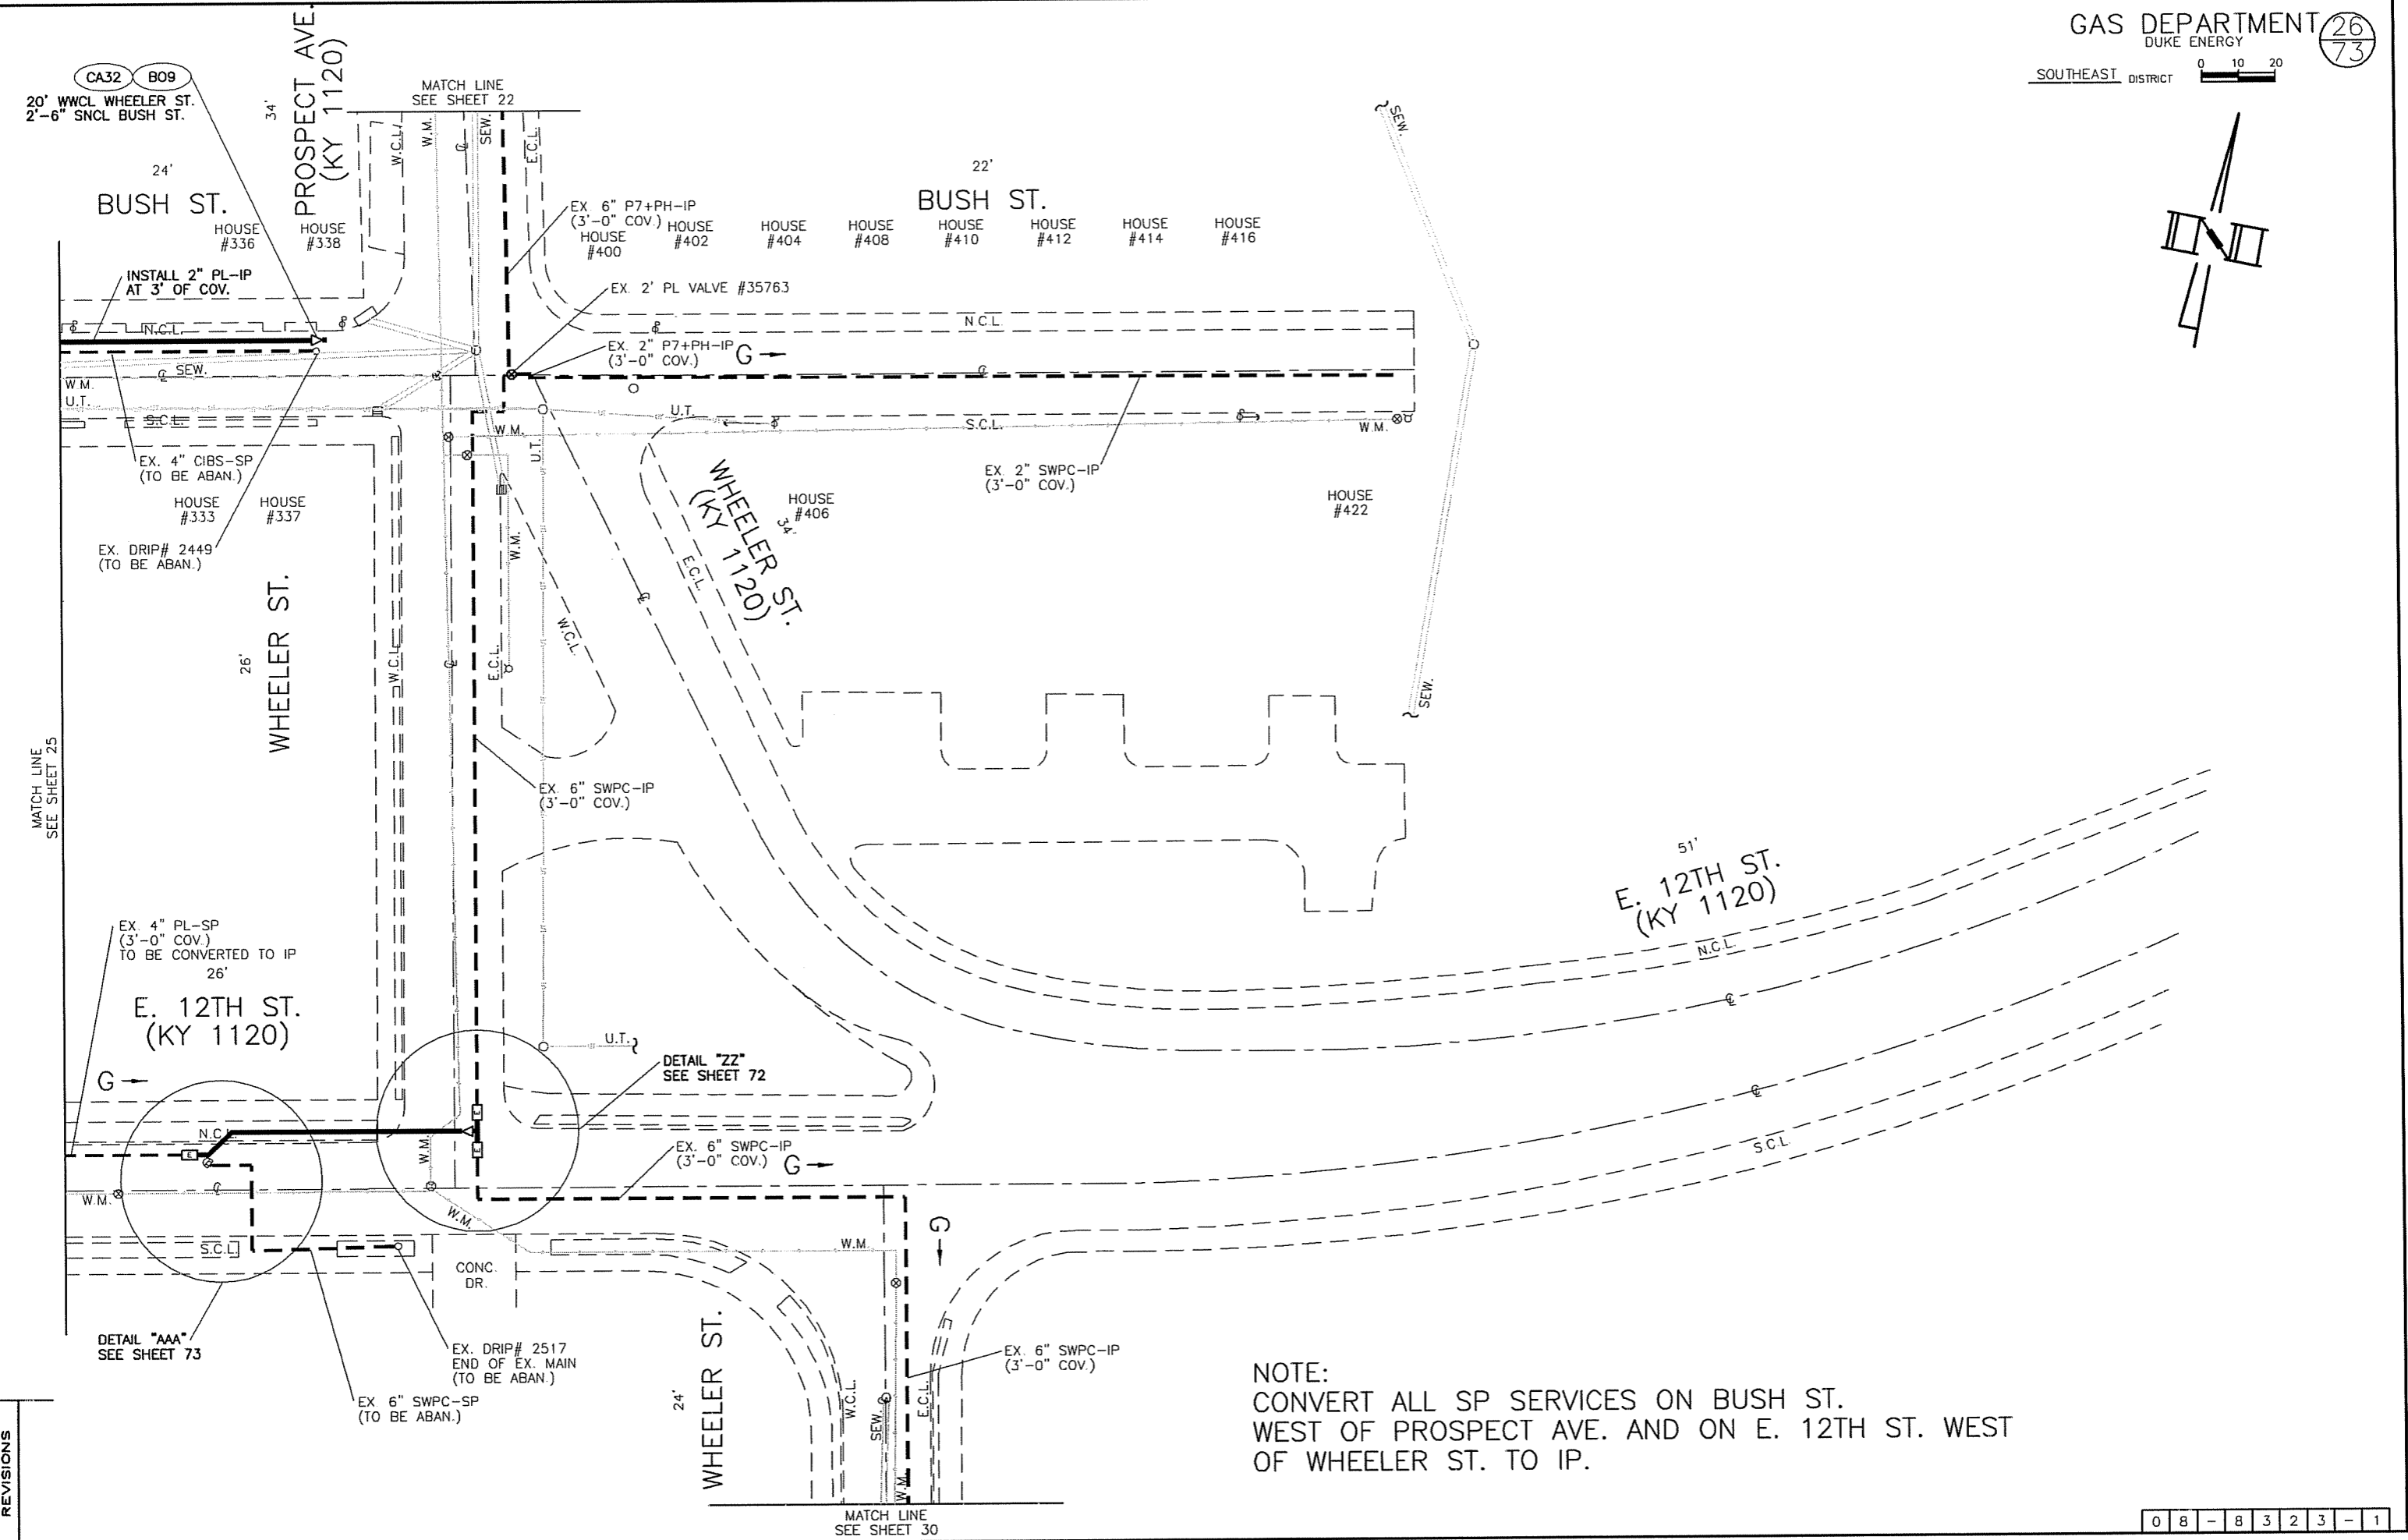 GAS DEPARTMENT
DUKE ENERGY
26
73
SOUTHEAST DISTRICT
0 10 20
CA32 B09
20' WWCL WHEELER ST.
2'-6" SNCL BUSH ST.
34'
PROSPECT AVE.
(KY 1120)
MATCH LINE
SEE SHEET 22
W.C.L.
W.M.
SEW.
E.C.L.
SEW.
24'
BUSH ST.
22'
BUSH ST.
HOUSE
#336
HOUSE
#338
EX. 6" P7+PH-IP
(3'-0" COV.)
HOUSE
#400
HOUSE
#402
HOUSE
#404
HOUSE
#408
HOUSE
#410
HOUSE
#412
HOUSE
#414
HOUSE
#416
INSTALL 2" PL-IP
AT 3' OF COV.
EX. 2' PL VALVE #35763
N.C.L.
N.C.L.
EX. 2" P7+PH-IP
(3'-0" COV.)
G
SEW.
W.M.
U.T.
S.C.L.
U.T.
W.M.
U.T.
S.C.L.
W.M.
EX. 4" CIBS-SP
(TO BE ABAN.)
EX. 2" SWPC-IP
(3'-0" COV.)
HOUSE
#333
HOUSE
#337
HOUSE
#406
HOUSE
#422
WHEELER ST.
(KY 1120)
34'
EX. DRIP# 2449
(TO BE ABAN.)
W.M.
E.C.L.
W.C.L.
26'
WHEELER ST.
W.C.L.
E.C.L.
SEW.
MATCH LINE
SEE SHEET 25
EX. 6" SWPC-IP
(3'-0" COV.)
51'
E. 12TH ST.
(KY 1120)
N.C.L.
EX. 4" PL-SP
(3'-0" COV.)
TO BE CONVERTED TO IP
26'
E. 12TH ST.
(KY 1120)
G
U.T.
DETAIL "ZZ"
SEE SHEET 72
E
N.C.L.
W.M.
E
E
EX. 6" SWPC-IP
(3'-0" COV.)
G
S.C.L.
W.M.
W.M.
G
S.C.L.
W.M.
CONC.
DR.
DETAIL "AAA"
SEE SHEET 73
EX. DRIP# 2517
END OF EX. MAIN
(TO BE ABAN.)
EX 6" SWPC-SP
(TO BE ABAN.)
24'
WHEELER ST.
W.C.L.
SEW.
E.C.L.
W.M.
EX. 6" SWPC-IP
(3'-0" COV.)
NOTE:
CONVERT ALL SP SERVICES ON BUSH ST.
WEST OF PROSPECT AVE. AND ON E. 12TH ST. WEST
OF WHEELER ST. TO IP.
MATCH LINE
SEE SHEET 30
REVISIONS
08-8323-1